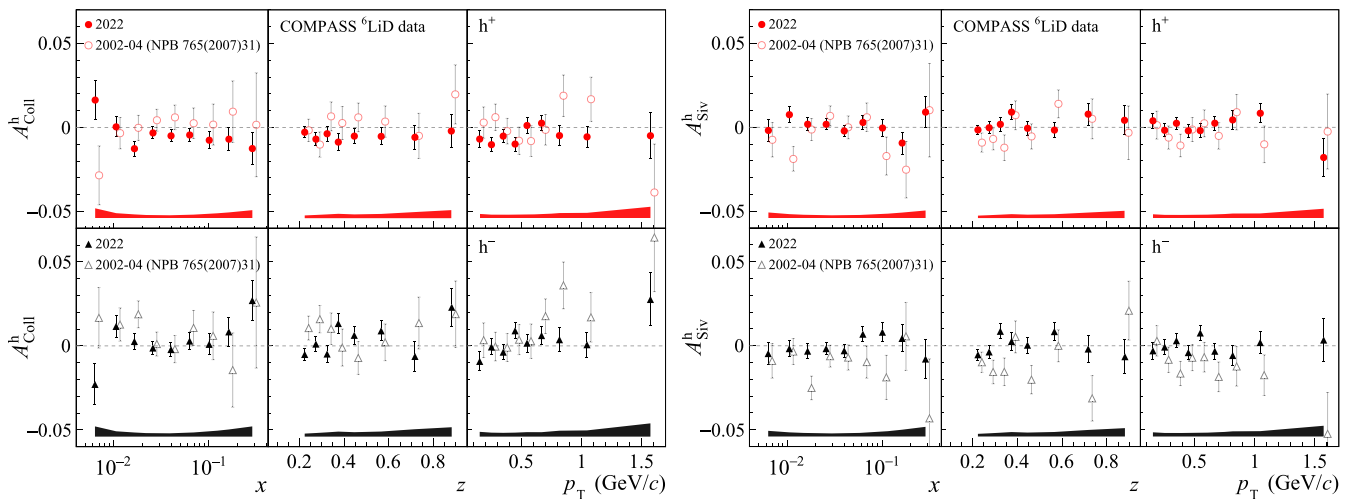 2022
2002-04 (NPB 765(2007)31)
COMPASS ⁶LiD data
h⁺
0.05
0
−0.05
A^h_Coll
2022
2002-04 (NPB 765(2007)31)
h⁻
0.05
0
−0.05
A^h_Coll
10⁻² 10⁻¹
0.2 0.4 0.6 0.8
0.5 1 1.5
x
z
p_T (GeV/c)
2022
2002-04 (NPB 765(2007)31)
COMPASS ⁶LiD data
h⁺
0.05
0
−0.05
A^h_Siv
2022
2002-04 (NPB 765(2007)31)
h⁻
0.05
0
−0.05
A^h_Siv
10⁻² 10⁻¹
0.2 0.4 0.6 0.8
0.5 1 1.5
x
z
p_T (GeV/c)